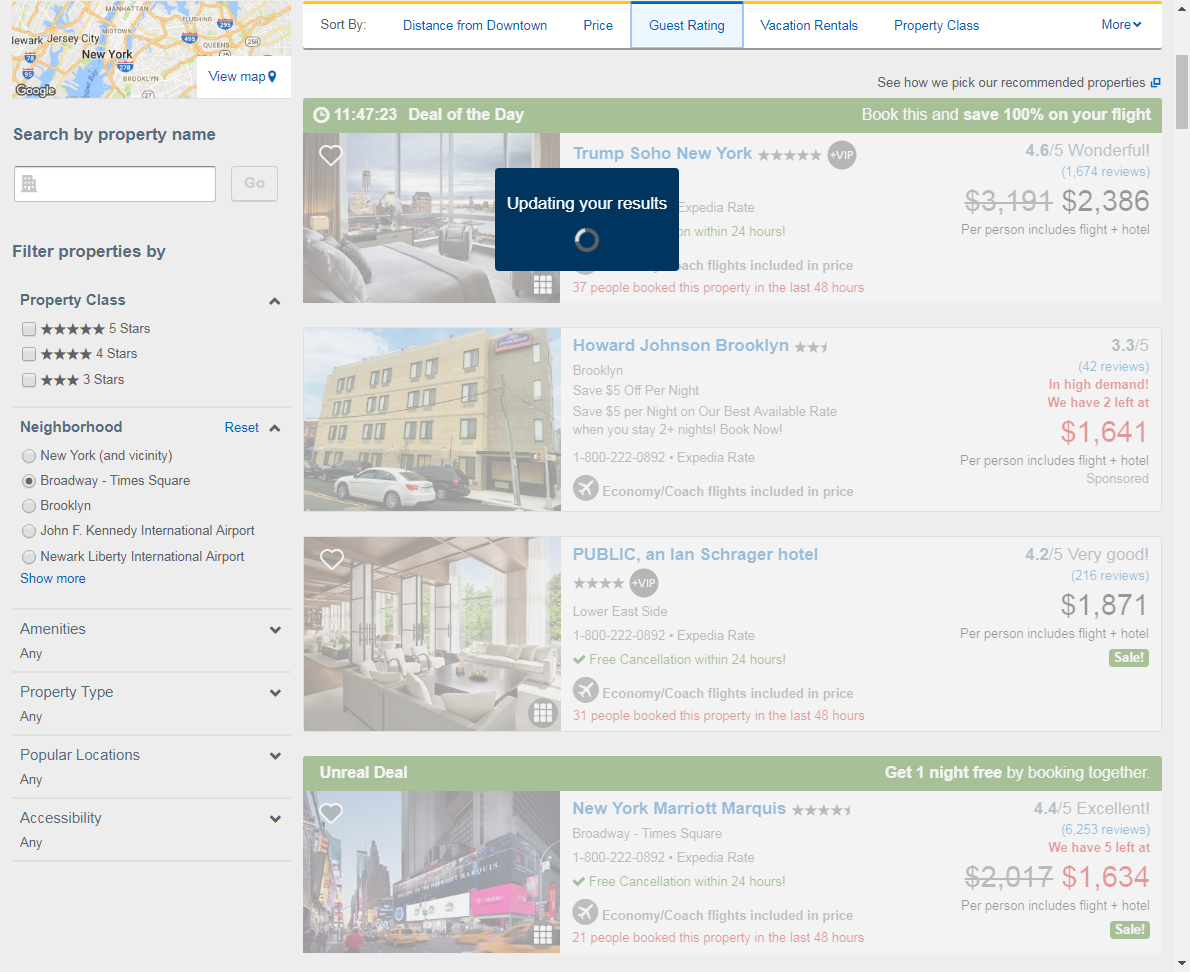 MANHATTAN
FLUSHING
MIDTOWN
Jersey City
New York
QUEENS
BROOKLYN
495
295
258
278
78
95
27
Google
View map
Search by property name
Go
Filter properties by
Property Class
5 Stars
4 Stars
3 Stars
Neighborhood
Reset
New York (and vicinity)
Broadway - Times Square
Brooklyn
John F. Kennedy International Airport
Newark Liberty International Airport
Show more
Amenities
Any
Property Type
Any
Popular Locations
Any
Accessibility
Any
Sort By: Distance from Downtown Price Guest Rating Vacation Rentals Property Class More
See how we pick our recommended properties
11:47:23 Deal of the Day Book this and save 100% on your flight
Trump Soho New York +VIP
Updating your results
Expedia Rate
within 24 hours!
flights included in price
37 people booked this property in the last 48 hours
4.6/5 Wonderful!
(1,674 reviews)
$3,191 $2,386
Per person includes flight + hotel
Howard Johnson Brooklyn
Brooklyn
Save $5 Off Per Night
Save $5 per Night on Our Best Available Rate
when you stay 2+ nights! Book Now!
1-800-222-0892 • Expedia Rate
Economy/Coach flights included in price
3.3/5
(42 reviews)
In high demand!
We have 2 left at
$1,641
Per person includes flight + hotel
Sponsored
PUBLIC, an Ian Schrager hotel
+VIP
Lower East Side
1-800-222-0892 • Expedia Rate
Free Cancellation within 24 hours!
Economy/Coach flights included in price
31 people booked this property in the last 48 hours
4.2/5 Very good!
(216 reviews)
$1,871
Per person includes flight + hotel
Sale!
Unreal Deal Get 1 night free by booking together.
New York Marriott Marquis
Broadway - Times Square
1-800-222-0892 • Expedia Rate
Free Cancellation within 24 hours!
Economy/Coach flights included in price
21 people booked this property in the last 48 hours
4.4/5 Excellent!
(6,253 reviews)
We have 5 left at
$2,017 $1,634
Per person includes flight + hotel
Sale!